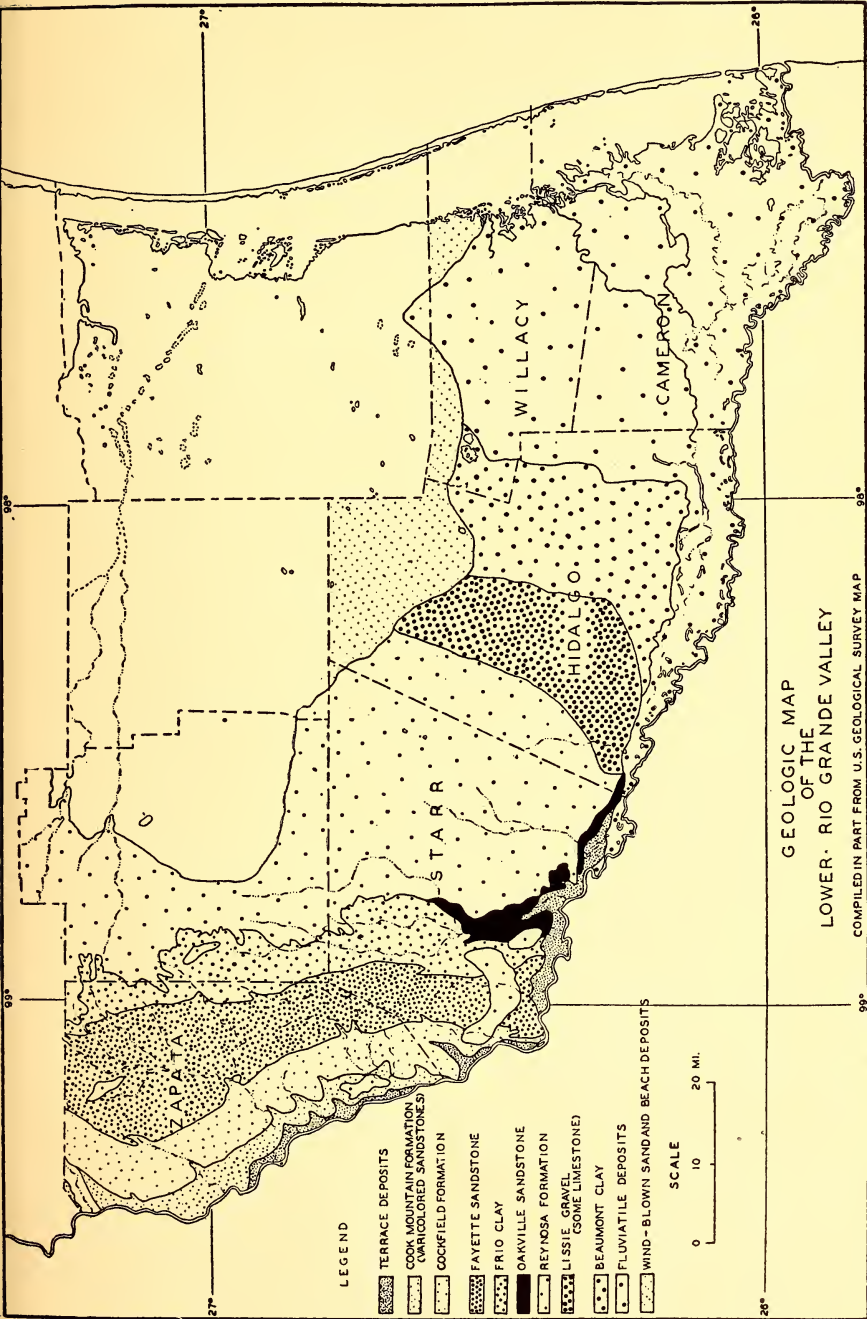 27°
26°
98°
98°
99°
99°
27°
26°
WILLACY
CAMERON
HIDALGO
STARR
ZAPATA
LEGEND
TERRACE DEPOSITS
COOK MOUNTAIN FORMATION
(VARICOLORED SANDSTONES)
COCKFIELD FORMATION
FAYETTE SANDSTONE
FRIO CLAY
OAKVILLE SANDSTONE
REYNOSA FORMATION
LISSIE GRAVEL
(SOME LIMESTONE)
BEAUMONT CLAY
FLUVIATILE DEPOSITS
WIND-BLOWN SAND AND BEACH DEPOSITS
SCALE
0 10 20 MI.
GEOLOGIC MAP
OF THE
LOWER· RIO GRANDE VALLEY
COMPILED IN PART FROM U.S. GEOLOGICAL SURVEY MAP